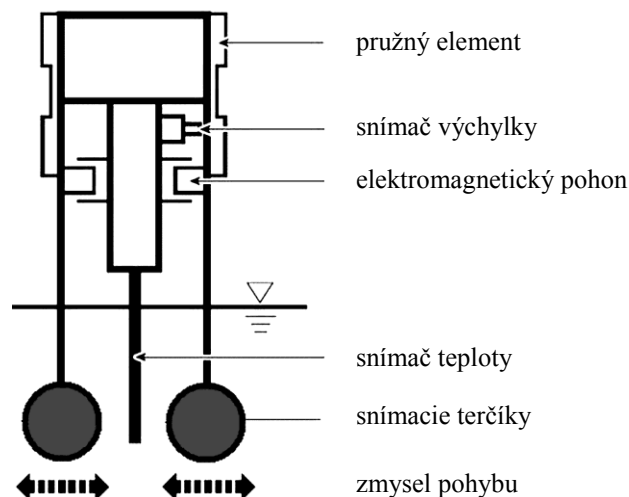 pružný element
snímač výchylky
elektromagnetický pohon
snímač teploty
snímacie terčíky
zmysel pohybu